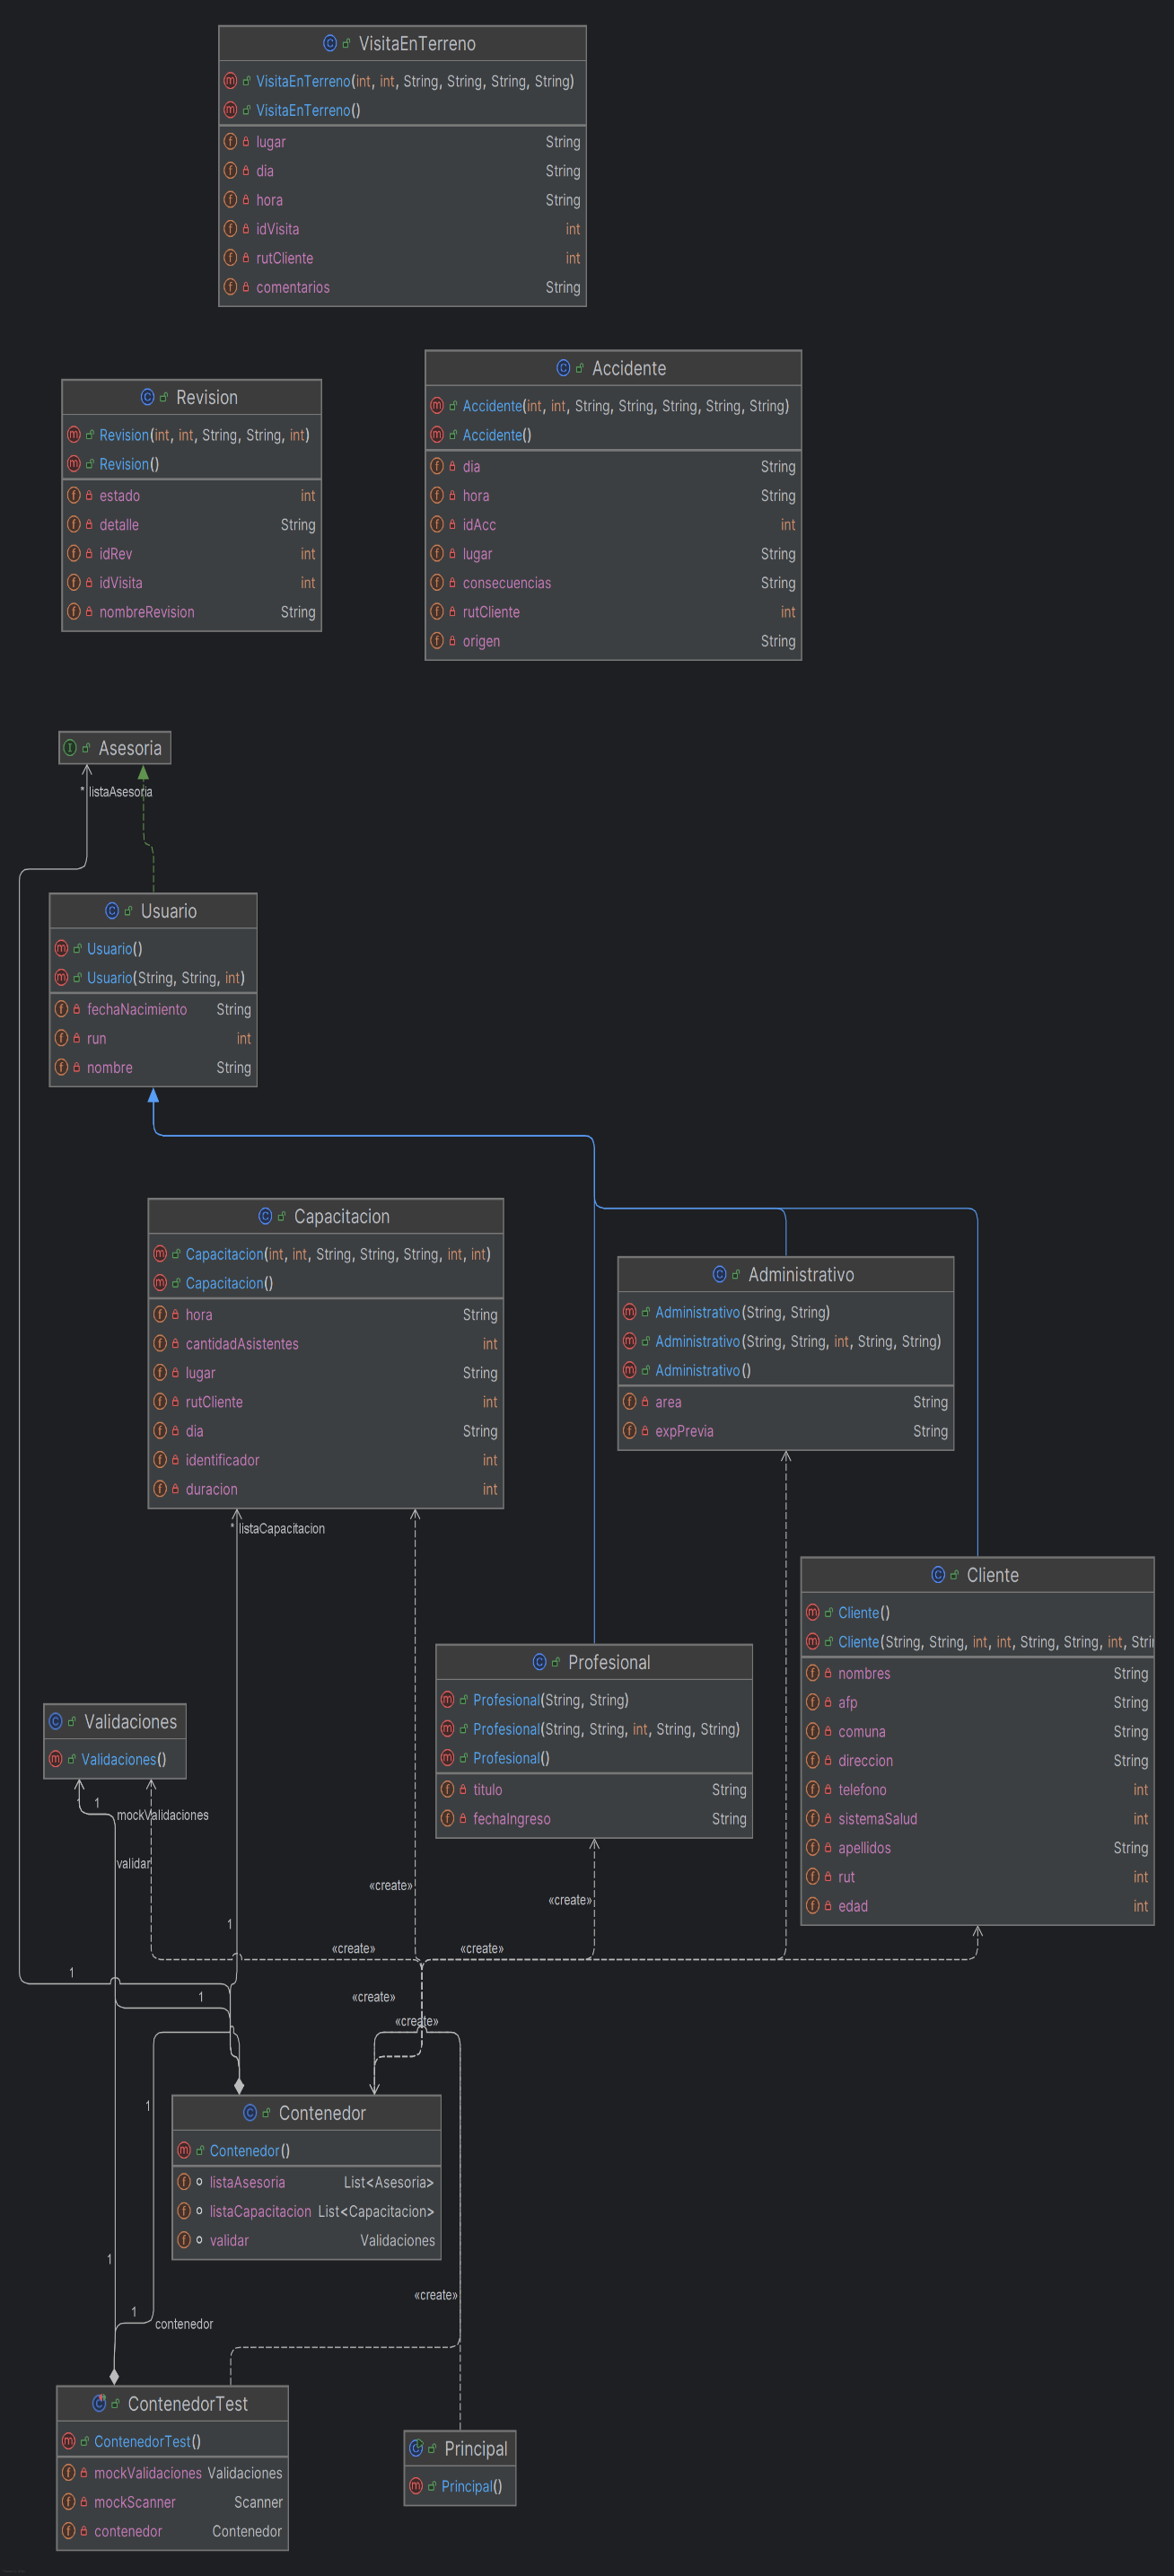 VisitaEnTerreno
VisitaEnTerreno(int, int, String, String, String, String)
VisitaEnTerreno()
lugar String
dia String
hora String
idVisita int
rutCliente int
comentarios String
Revision
Revision(int, int, String, String, int)
Revision()
estado int
detalle String
idRev int
idVisita int
nombreRevision String
Accidente
Accidente(int, int, String, String, String, String, String)
Accidente()
dia String
hora String
idAcc int
lugar String
consecuencias String
rutCliente int
origen String
Asesoria
* listaAsesoria
Usuario
Usuario()
Usuario(String, String, int)
fechaNacimiento String
run int
nombre String
Capacitacion
Capacitacion(int, int, String, String, String, int, int)
Capacitacion()
hora String
cantidadAsistentes int
lugar String
rutCliente int
dia String
identificador int
duracion int
* listaCapacitacion
Administrativo
Administrativo(String, String)
Administrativo(String, String, int, String, String)
Administrativo()
area String
expPrevia String
Cliente
Cliente()
Cliente(String, String, int, int, String, String, int, Stri
nombres String
afp String
comuna String
direccion String
telefono int
sistemaSalud int
apellidos String
rut int
edad int
Profesional
Profesional(String, String)
Profesional(String, String, int, String, String)
Profesional()
titulo String
fechaIngreso String
Validaciones
Validaciones()
1
mockValidaciones
validar
«create»
«create»
1
«create»
«create»
1
1
«create»
«create»
1
Contenedor
Contenedor()
listaAsesoria List<Asesoria>
listaCapacitacion List<Capacitacion>
validar Validaciones
1
«create»
1
contenedor
ContenedorTest
ContenedorTest()
mockValidaciones Validaciones
mockScanner Scanner
contenedor Contenedor
Principal
Principal()